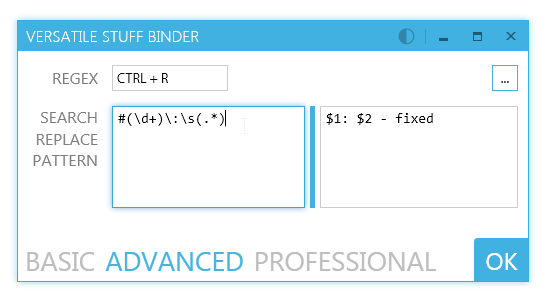 VERSATILE STUFF BINDER
REGEX
CTRL + R
...
SEARCH
REPLACE
PATTERN
#(\d+)\:\s(.*)
$1: $2 - fixed
BASIC ADVANCED PROFESSIONAL
OK